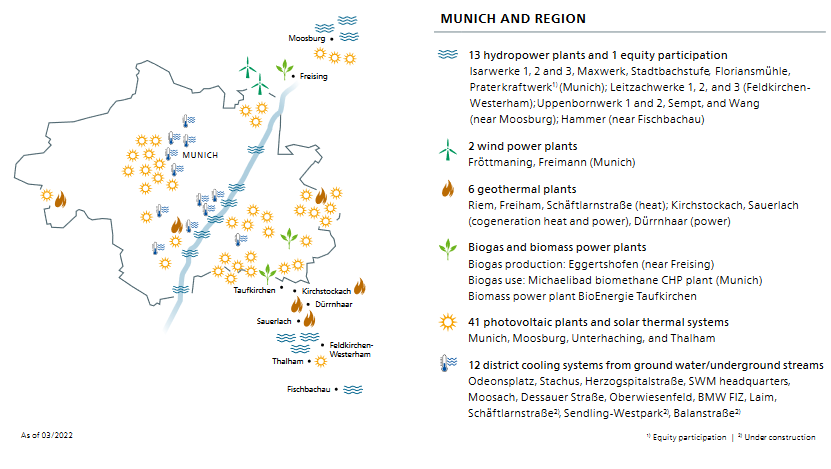 MUNICH AND REGION
Moosburg
Freising
MUNICH
Taufkirchen
Kirchstockach
Dürrnhaar
Sauerlach
Feldkirchen-
Westerham
Thalham
Fischbachau
As of 03/2022
13 hydropower plants and 1 equity participation
Isarwerke 1, 2 and 3, Maxwerk, Stadtbachstufe, Floriansmühle,
Praterkraftwerk¹⁾ (Munich); Leitzachwerke 1, 2, and 3 (Feldkirchen-
Westerham); Uppenbornwerk 1 and 2, Sempt, and Wang
(near Moosburg); Hammer (near Fischbachau)
2 wind power plants
Fröttmaning, Freimann (Munich)
6 geothermal plants
Riem, Freiham, Schäftlarnstraße (heat); Kirchstockach, Sauerlach
(cogeneration heat and power), Dürrnhaar (power)
Biogas and biomass power plants
Biogas production: Eggertshofen (near Freising)
Biogas use: Michaelibad biomethane CHP plant (Munich)
Biomass power plant BioEnergie Taufkirchen
41 photovoltaic plants and solar thermal systems
Munich, Moosburg, Unterhaching, and Thalham
12 district cooling systems from ground water/underground streams
Odeonsplatz, Stachus, Herzogspitalstraße, SWM headquarters,
Moosach, Dessauer Straße, Oberwiesenfeld, BMW FIZ, Laim,
Schäftlarnstraße²⁾, Sendling-Westpark²⁾, Balanstraße²⁾
¹⁾ Equity participation | ²⁾ Under construction